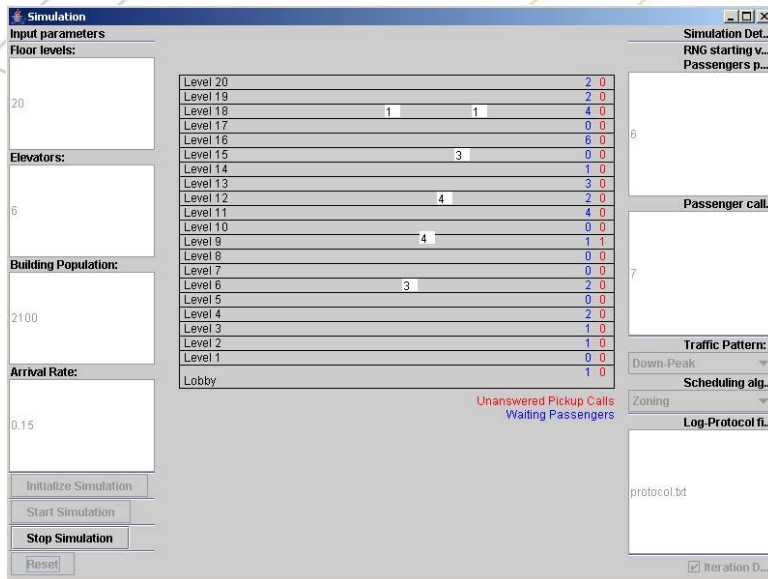 Simulation
Input parameters
Floor levels:
20
Elevators:
6
Building Population:
2100
Arrival Rate:
0.15
Initialize Simulation
Start Simulation
Stop Simulation
Reset
Level 20 2 0
Level 19 2 0
Level 18 1 1 4 0
Level 17 0 0
Level 16 6 0
Level 15 3 0 0
Level 14 1 0
Level 13 3 0
Level 12 4 2 0
Level 11 4 0
Level 10 0 0
4
Level 9 1 1
Level 8 0 0
Level 7 0 0
Level 6 3 2 0
Level 5 0 0
Level 4 2 0
Level 3 1 0
Level 2 1 0
Level 1 0 0
Lobby 1 0
Unanswered Pickup Calls
Waiting Passengers
Simulation Det...
RNG starting v...
Passengers p...
6
Passenger call...
7
Traffic Pattern:
Down-Peak
Scheduling alg...
Zoning
Log-Protocol fi...
protocol.txt
Iteration D...